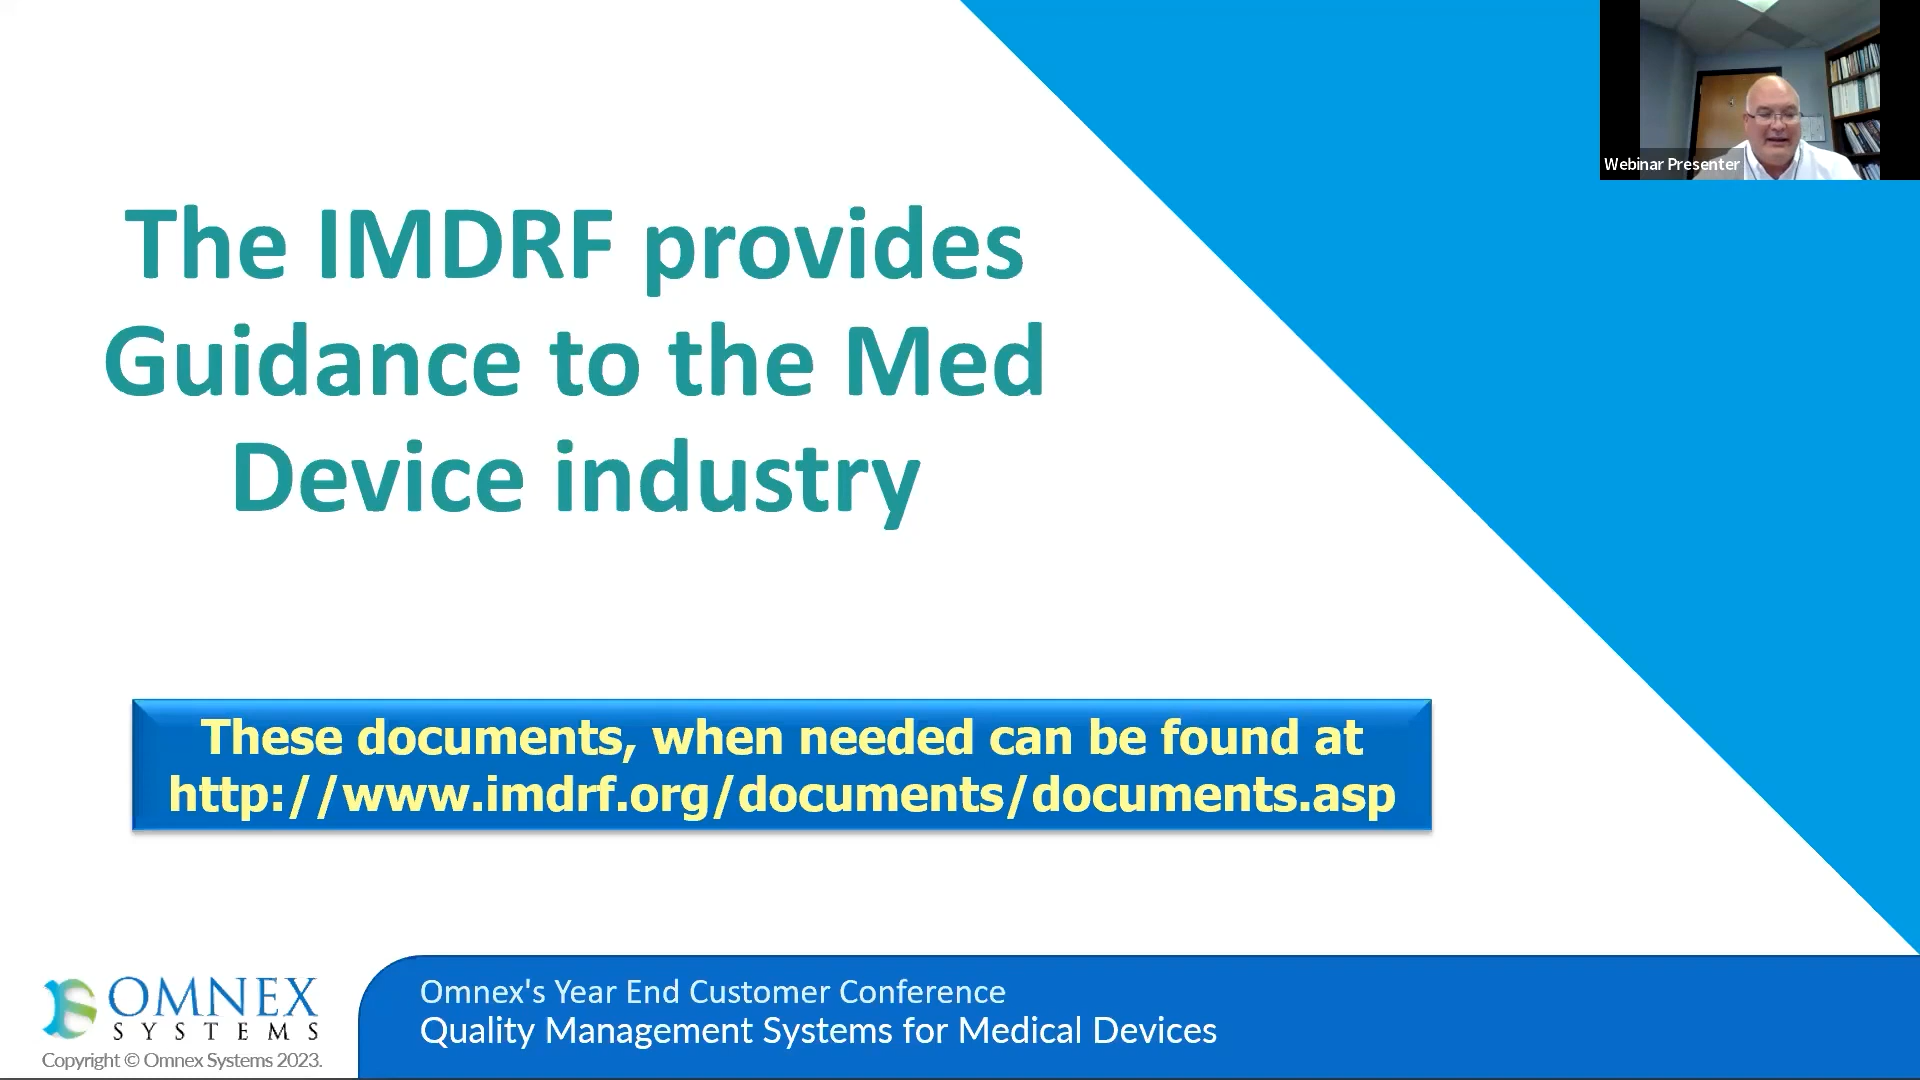 Webinar Presenter
The IMDRF provides
Guidance to the Med
Device industry
These documents, when needed can be found at
http://www.imdrf.org/documents/documents.asp
OMNEX
SYSTEMS
Copyright © Omnex Systems 2023.
Omnex's Year End Customer Conference
Quality Management Systems for Medical Devices